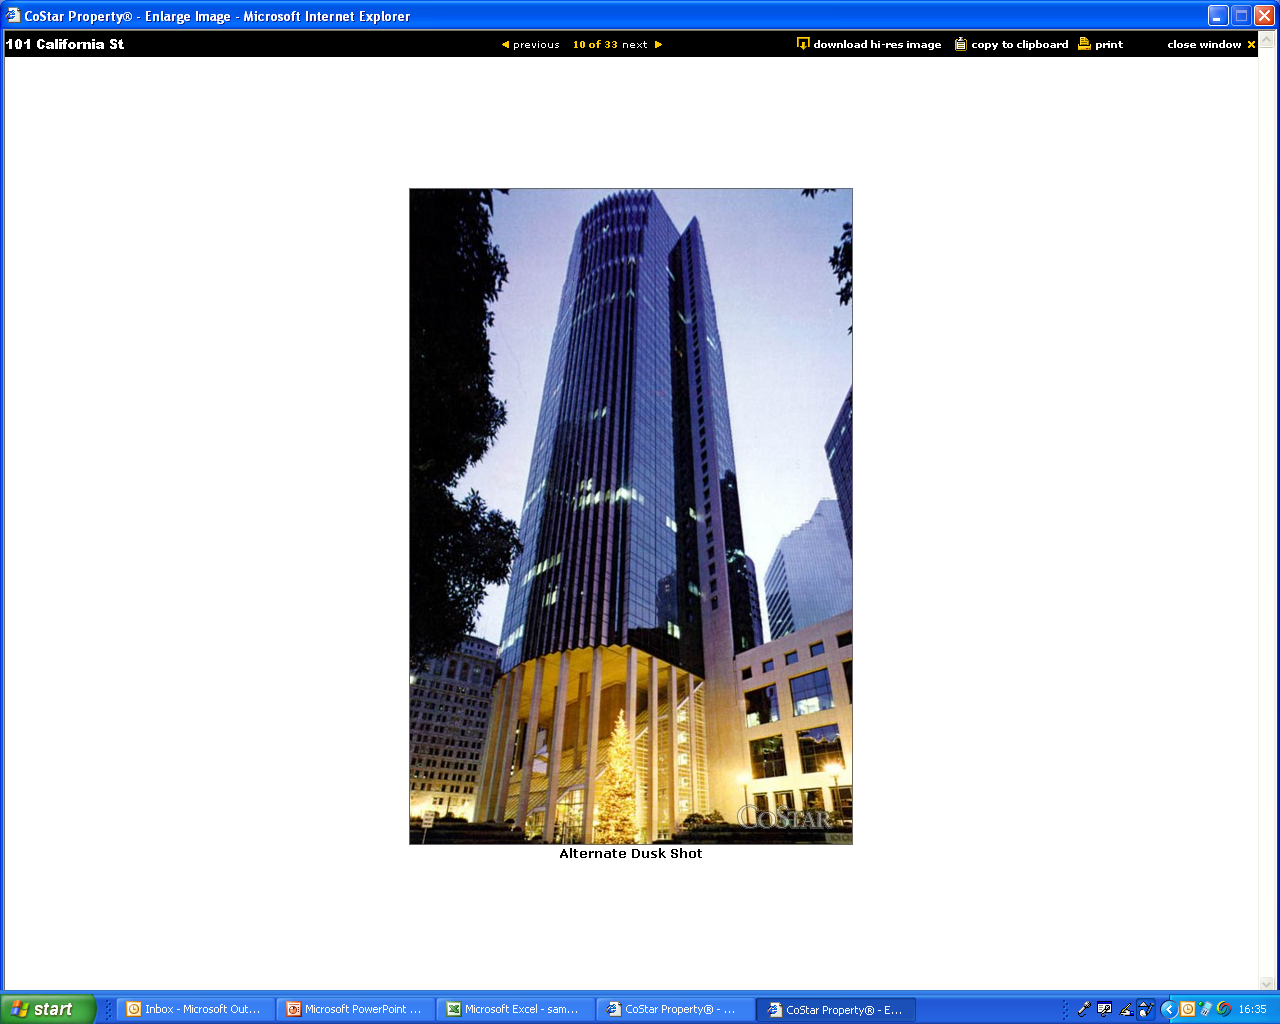 CoStar Property® - Enlarge Image - Microsoft Internet Explorer
101 California St
previous 10 of 33 next
download hi-res image copy to clipboard print close window
COSTAR
Alternate Dusk Shot
start
Inbox - Microsoft Out...
Microsoft PowerPoint ...
Microsoft Excel - sam...
CoStar Property® - ...
CoStar Property® - E...
16:35